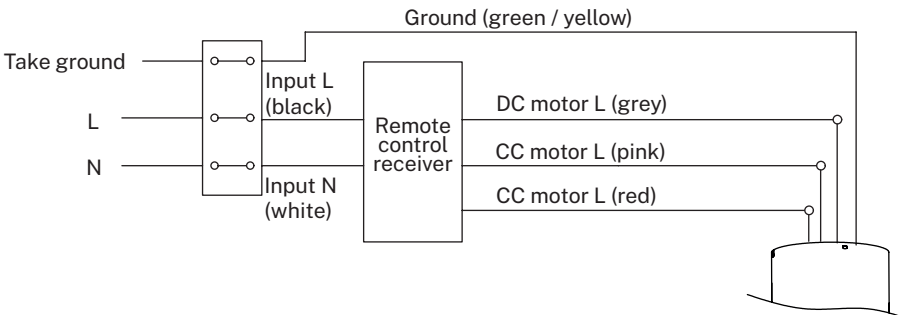 Ground (green / yellow)
Take ground
Input L
(black)
L
N
Input N
(white)
Remote
control
receiver
DC motor L (grey)
CC motor L (pink)
CC motor L (red)